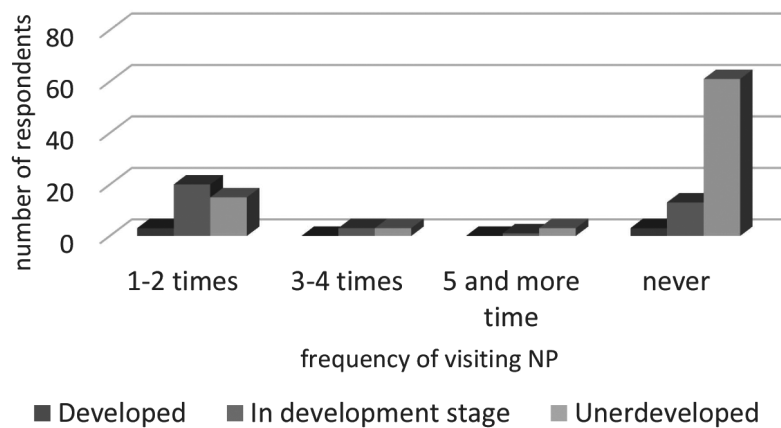 number of respondents
80
60
40
20
0
1-2 times
3-4 times
5 and more
time
never
frequency of visiting NP
Developed
In development stage
Unerdeveloped